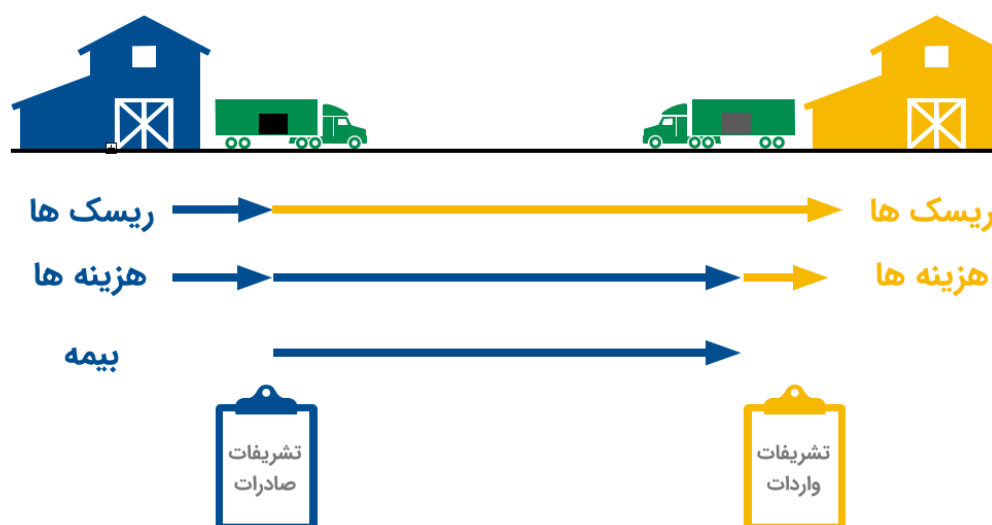 ریسک ها
ریسک ها
هزینه ها
هزینه ها
بیمه
تشریفات
صادرات
تشریفات
واردات